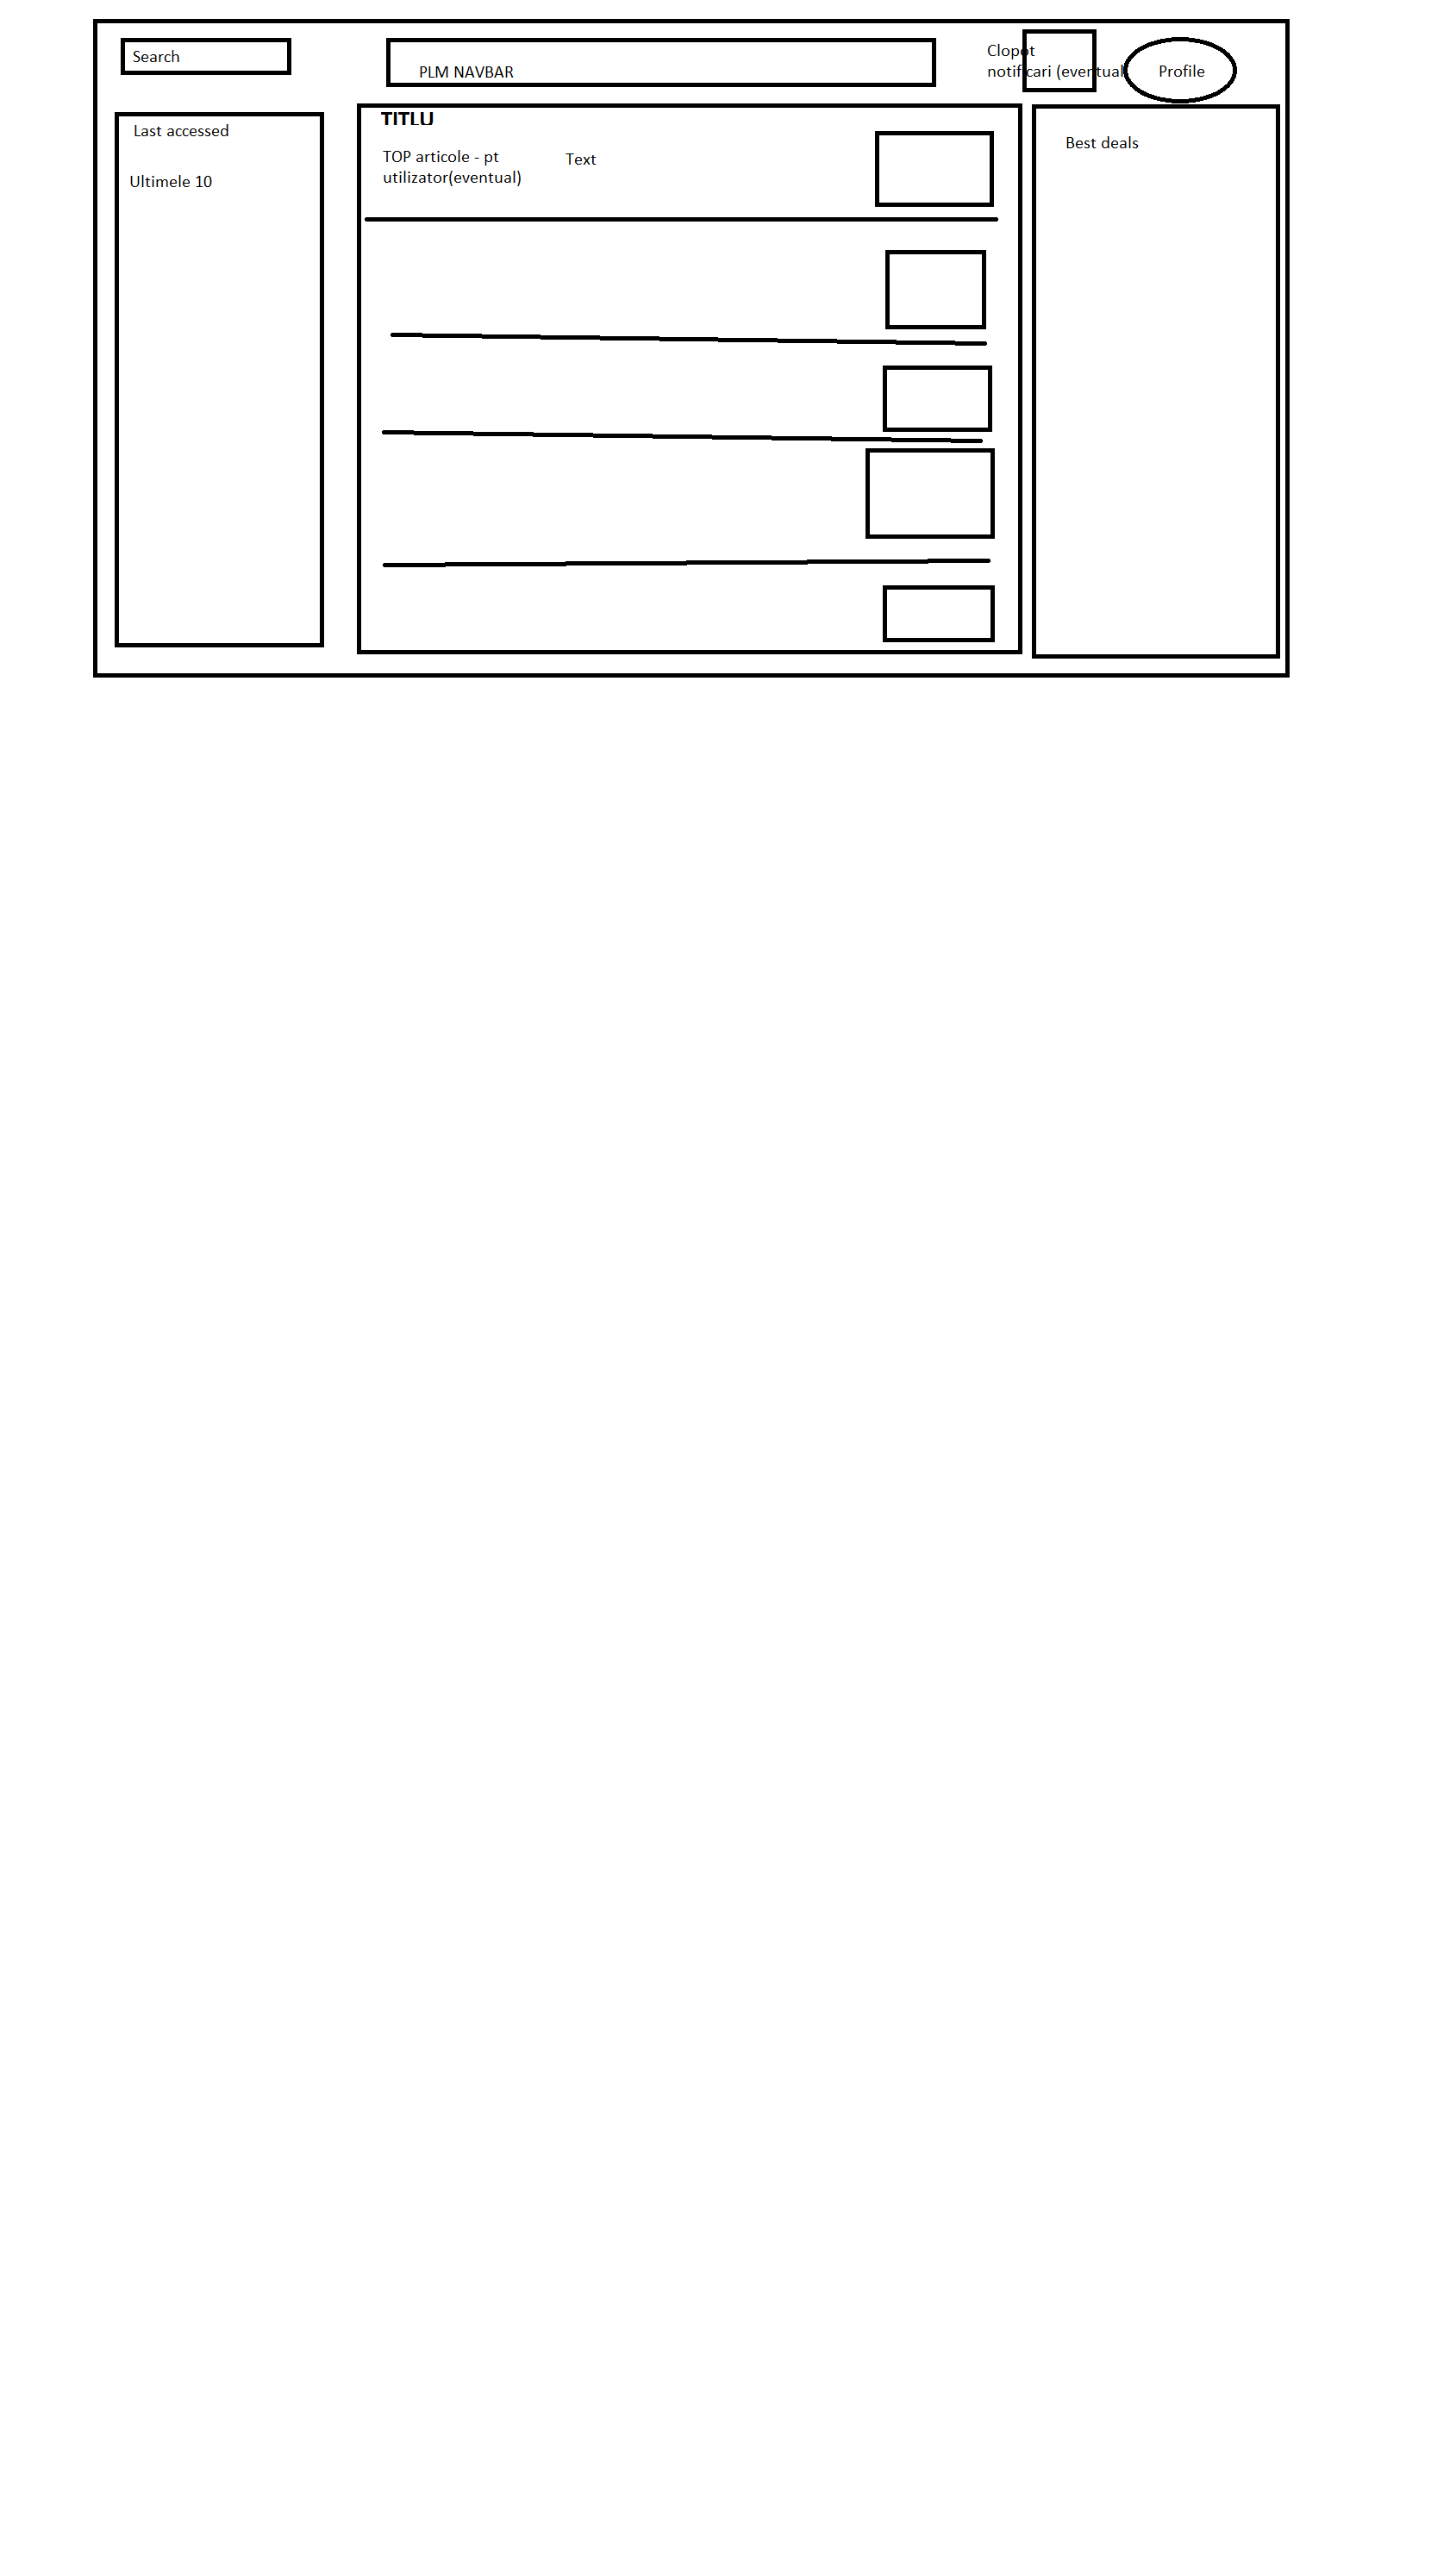 Search
PLM NAVBAR
Clopot
notificari (eventual
Profile
Last accessed
Ultimele 10
TITLU
TOP articole - pt
utilizator(eventual)
Text
Best deals